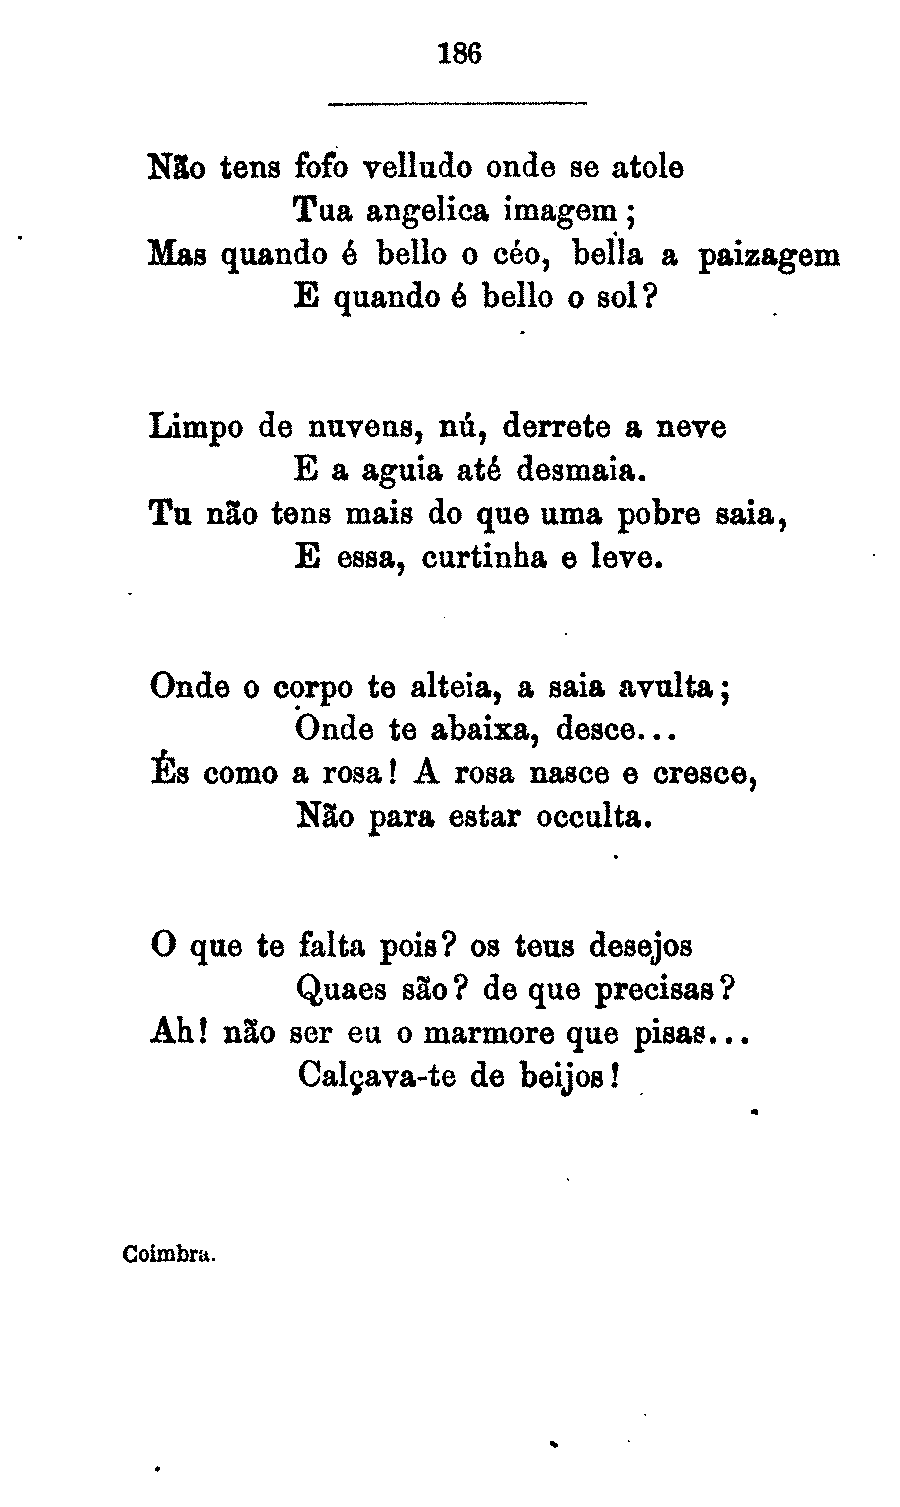 186
Não tens fofo velludo onde se atole
Tua angelica imagem;
Mas quando é bello o céo, bella a paizagem
E quando é bello o sol?
Limpo de nuvens, nú, derrete a neve
E a aguia até desmaia.
Tu não tens mais do que uma pobre saia,
E essa, curtinha e leve.
Onde o corpo te alteia, a saia avulta;
Onde te abaixa, desce...
És como a rosa! A rosa nasce e cresce,
Não para estar occulta.
O que te falta pois? os teus desejos
Quaes são? de que precisas?
Ah! não ser eu o marmore que pisas...
Calçava-te de beijos!
Coimbra.